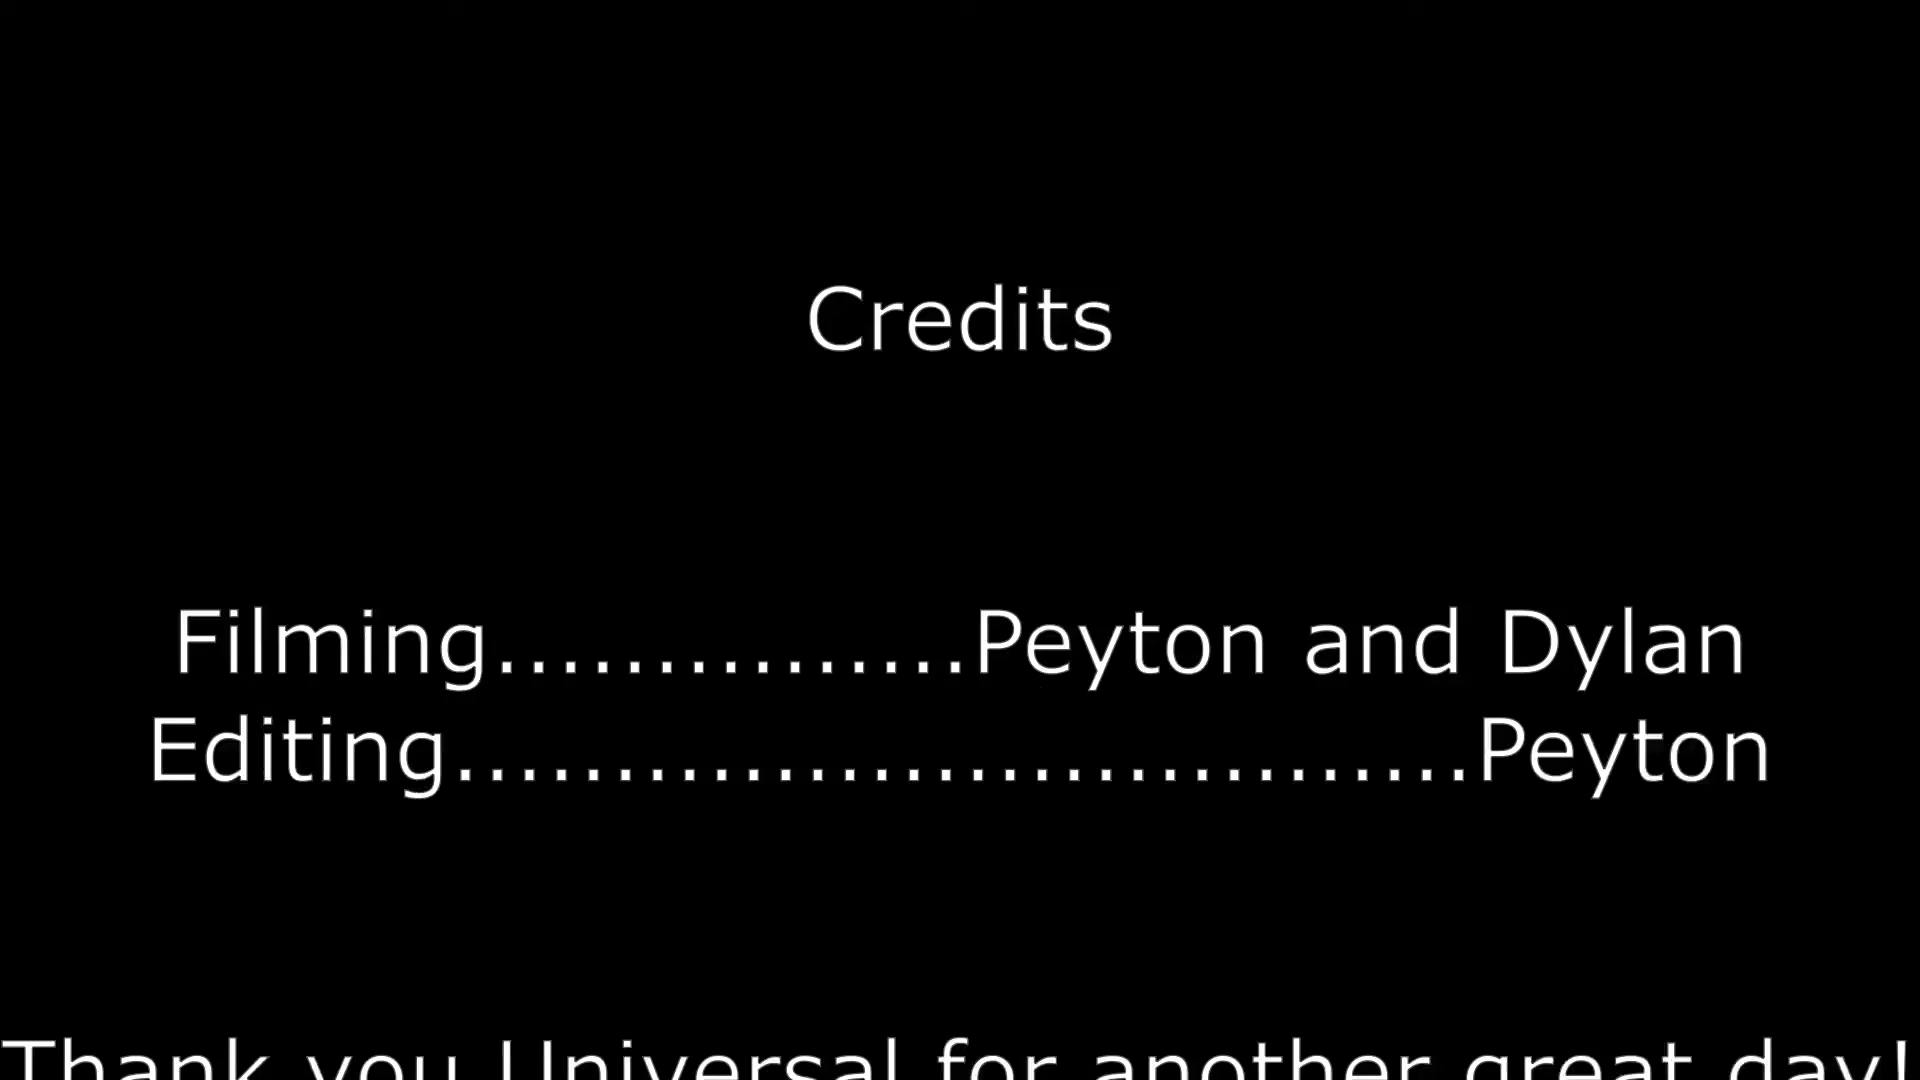 Credits
Filming...............Peyton and Dylan
Editing................................Peyton
Thank you Universal for another great day!